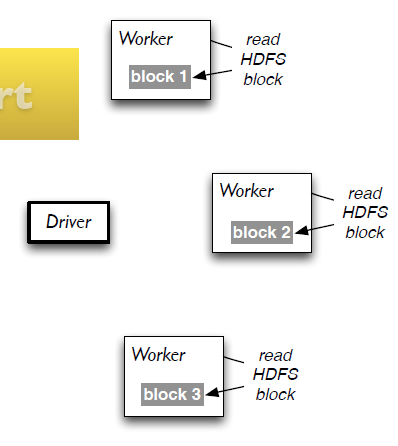 Worker
block 1
read
HDFS
block
rt
Worker
block 2
read
HDFS
block
Driver
Worker
block 3
read
HDFS
block